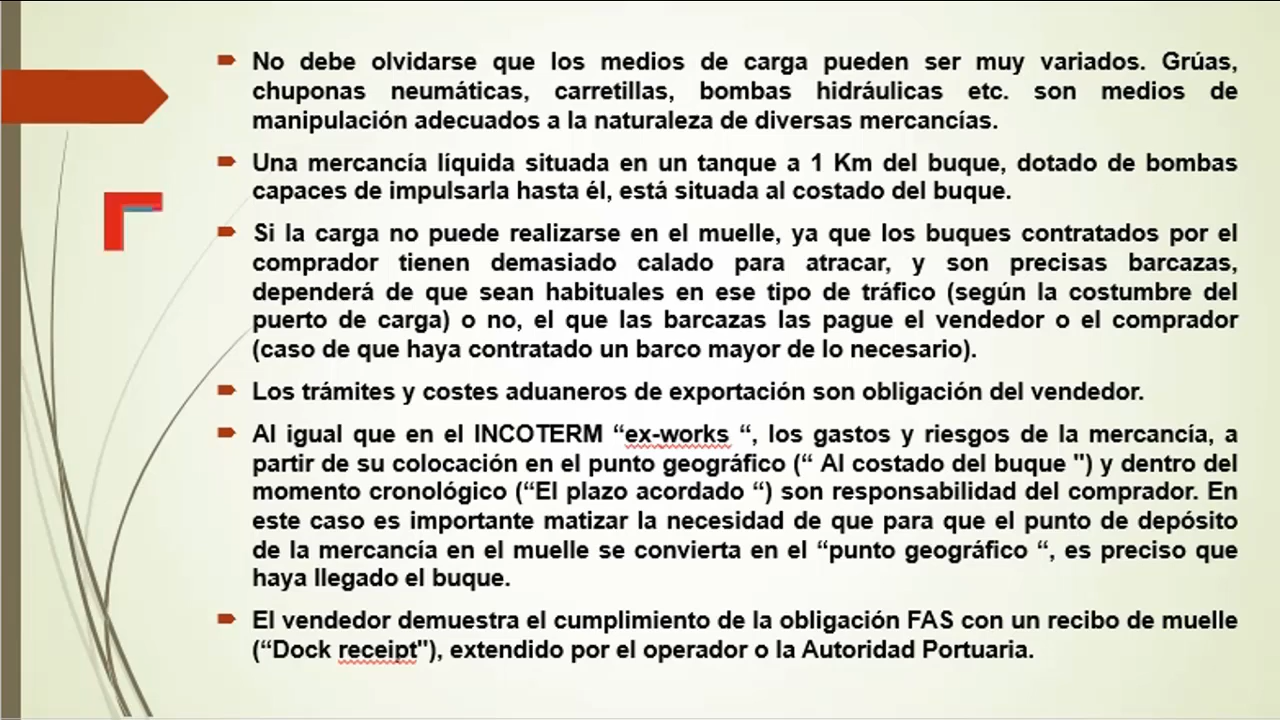 No debe olvidarse que los medios de carga pueden ser muy variados. Grúas,
chuponas neumáticas, carretillas, bombas hidráulicas etc. son medios de
manipulación adecuados a la naturaleza de diversas mercancías.
Una mercancía líquida situada en un tanque a 1 Km del buque, dotado de bombas
capaces de impulsarla hasta él, está situada al costado del buque.
Si la carga no puede realizarse en el muelle, ya que los buques contratados por el
comprador tienen demasiado calado para atracar, y son precisas barcazas,
dependerá de que sean habituales en ese tipo de tráfico (según la costumbre del
puerto de carga) o no, el que las barcazas las pague el vendedor o el comprador
(caso de que haya contratado un barco mayor de lo necesario).
Los trámites y costes aduaneros de exportación son obligación del vendedor.
Al igual que en el INCOTERM “ex-works “, los gastos y riesgos de la mercancía, a
partir de su colocación en el punto geográfico (“ Al costado del buque ") y dentro del
momento cronológico (“El plazo acordado “) son responsabilidad del comprador. En
este caso es importante matizar la necesidad de que para que el punto de depósito
de la mercancía en el muelle se convierta en el “punto geográfico “, es preciso que
haya llegado el buque.
El vendedor demuestra el cumplimiento de la obligación FAS con un recibo de muelle
(“Dock receipt"), extendido por el operador o la Autoridad Portuaria.